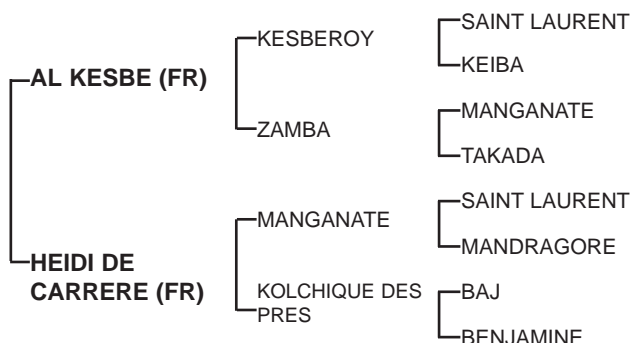 SAINT LAURENT
KESBEROY
KEIBA
AL KESBE (FR)
MANGANATE
ZAMBA
TAKADA
SAINT LAURENT
MANGANATE
MANDRAGORE
HEIDI DE
CARRERE (FR)
KOLCHIQUE DES
PRES
BAJ
BENJAMINE